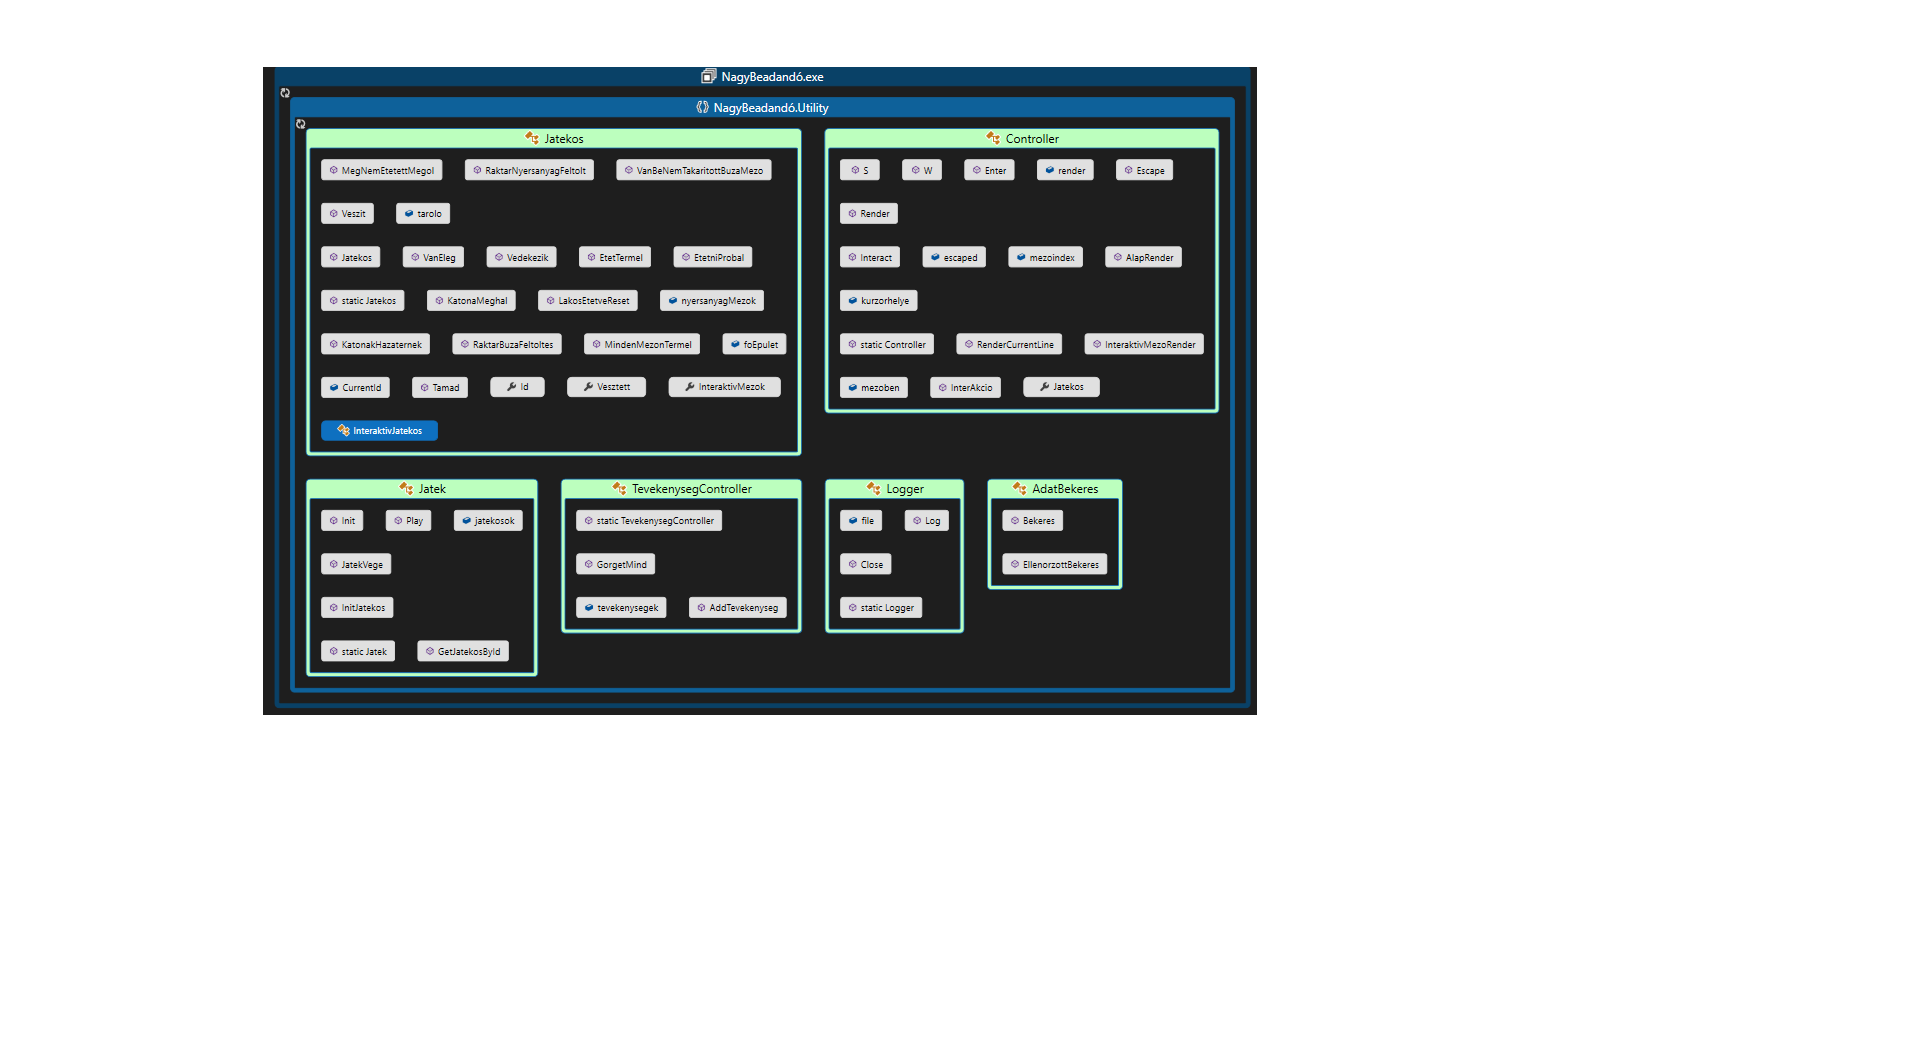 NagyBeadandó.exe
NagyBeadandó.Utility
Jatekos
MegNemEtetettMegol RaktarNyersanyagFeltolt VanBeNemTakaritottBuzaMezo
Veszit tarolo
Jatekos VanEleg Vedekezik EtetTermel EtetniProbal
static Jatekos KatonaMeghal LakosEtetveReset nyersanyagMezok
KatonakHazaternek RaktarBuzaFeltoltes MindenMezonTermel foEpulet
CurrentId Tamad Id Vesztett InteraktivMezok
InteraktivJatekos
Controller
S W Enter render Escape
Render
Interact escaped mezoindex AlapRender
kurzorhelye
static Controller RenderCurrentLine InteraktivMezoRender
mezoben InterAkcio Jatekos
Jatek
Init Play jatekosok
JatekVege
InitJatekos
static Jatek GetJatekosById
TevekenysegController
static TevekenysegController
GorgetMind
tevekenysegek AddTevekenyseg
Logger
file Log
Close
static Logger
AdatBekeres
Bekeres
EllenorzottBekeres